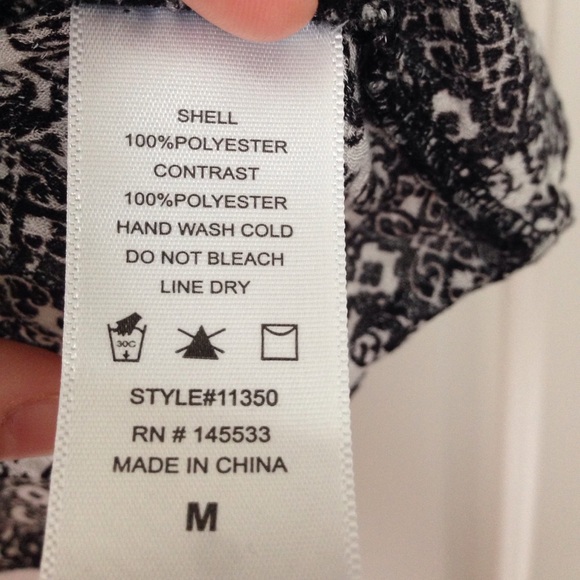 SHELL
100%POLYESTER
CONTRAST
100%POLYESTER
HAND WASH COLD
DO NOT BLEACH
LINE DRY
30C
STYLE#11350
RN # 145533
MADE IN CHINA
M